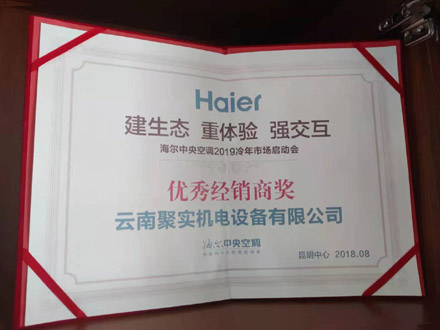 Haier
建生态 重体验 强交互
海尔中央空调2019冷年市场启动会
优秀经销商奖
云南聚实机电设备有限公司
海尔中央空调
昆明中心 2018.08